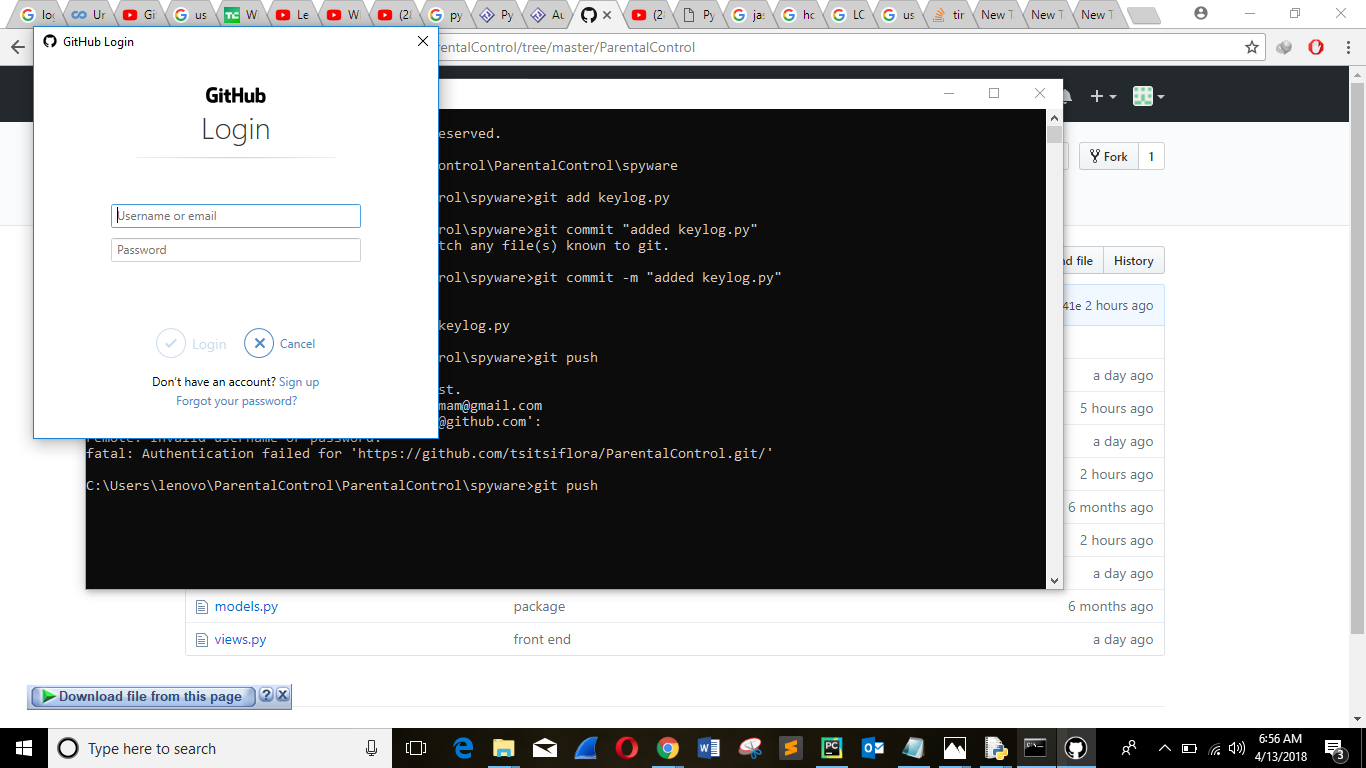 log
Ur
Gi
us
W
Le
W
(2(
py
Py
Au
(2(
Py
jas
hc
LC
us
tir
New T
New T
New T
GitHub Login
rentalControl/tree/master/ParentalControl
GitHub
Login
Username or email
Password
Login
Cancel
Don't have an account? Sign up
Forgot your password?
eserved.
ontrol\ParentalControl\spyware
rol\spyware>git add keylog.py
rol\spyware>git commit "added keylog.py"
tch any file(s) known to git.
rol\spyware>git commit -m "added keylog.py"
keylog.py
rol\spyware>git push
st.
mam@gmail.com
@github.com':
remote: Invalid username or password.
fatal: Authentication failed for 'https://github.com/tsitsiflora/ParentalControl.git/'
C:\Users\lenovo\ParentalControl\ParentalControl\spyware>git push
Fork 1
nd file History
41e 2 hours ago
a day ago
5 hours ago
a day ago
2 hours ago
6 months ago
2 hours ago
a day ago
models.py package 6 months ago
views.py front end a day ago
Download file from this page ? X
Type here to search
6:56 AM
4/13/2018
3